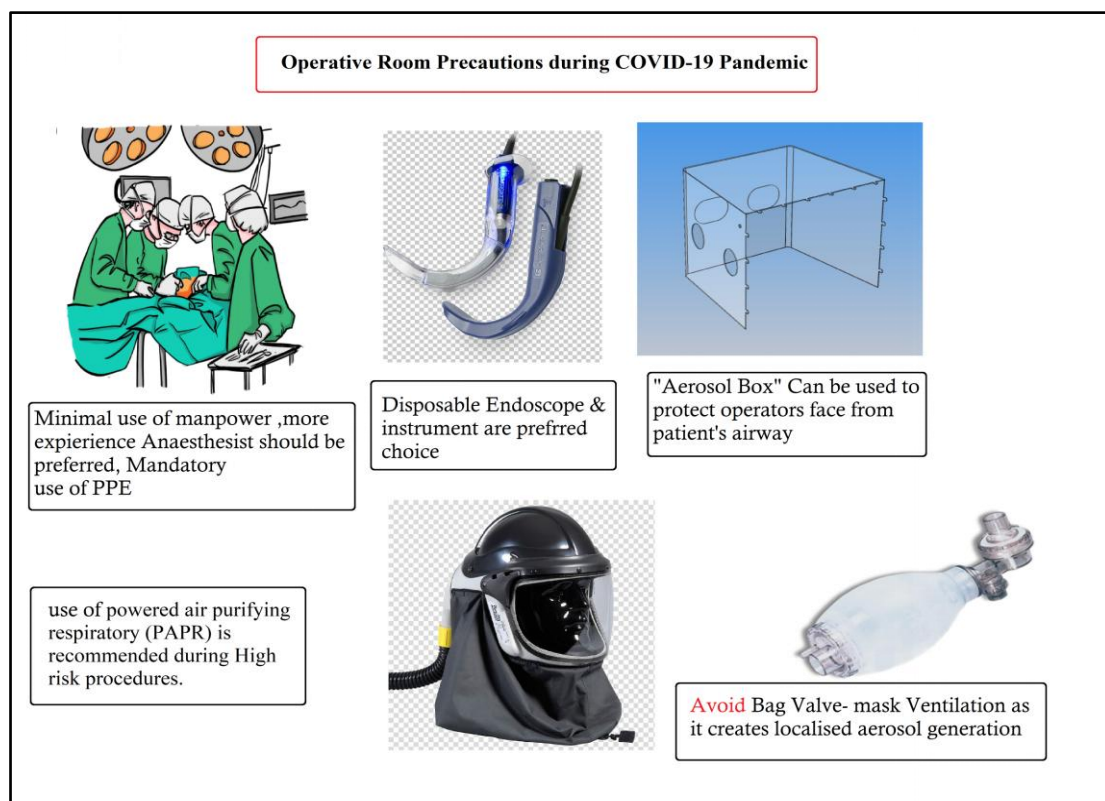 Operative Room Precautions during COVID-19 Pandemic
Minimal use of manpower ,more
expierience Anaesthesist should be
preferred, Mandatory
use of PPE
Disposable Endoscope &
instrument are prefrred
choice
"Aerosol Box" Can be used to
protect operators face from
patient's airway
use of powered air purifying
respiratory (PAPR) is
recommended during High
risk procedures.
Avoid Bag Valve- mask Ventilation as
it creates localised aerosol generation